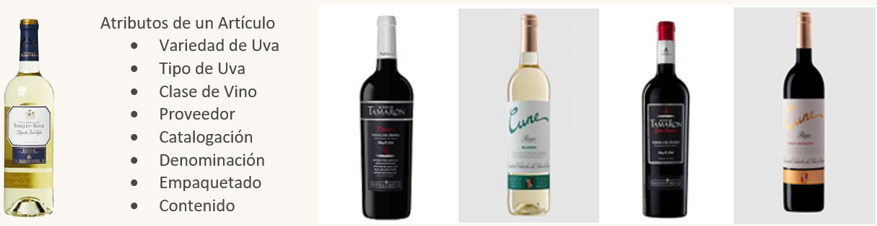 Atributos de un Artículo
• Variedad de Uva
• Tipo de Uva
• Clase de Vino
• Proveedor
• Catalogación
• Denominación
• Empaquetado
• Contenido
TAMARON
Cune
Rioja
BLANCO
TAMARON
Cune
Rioja